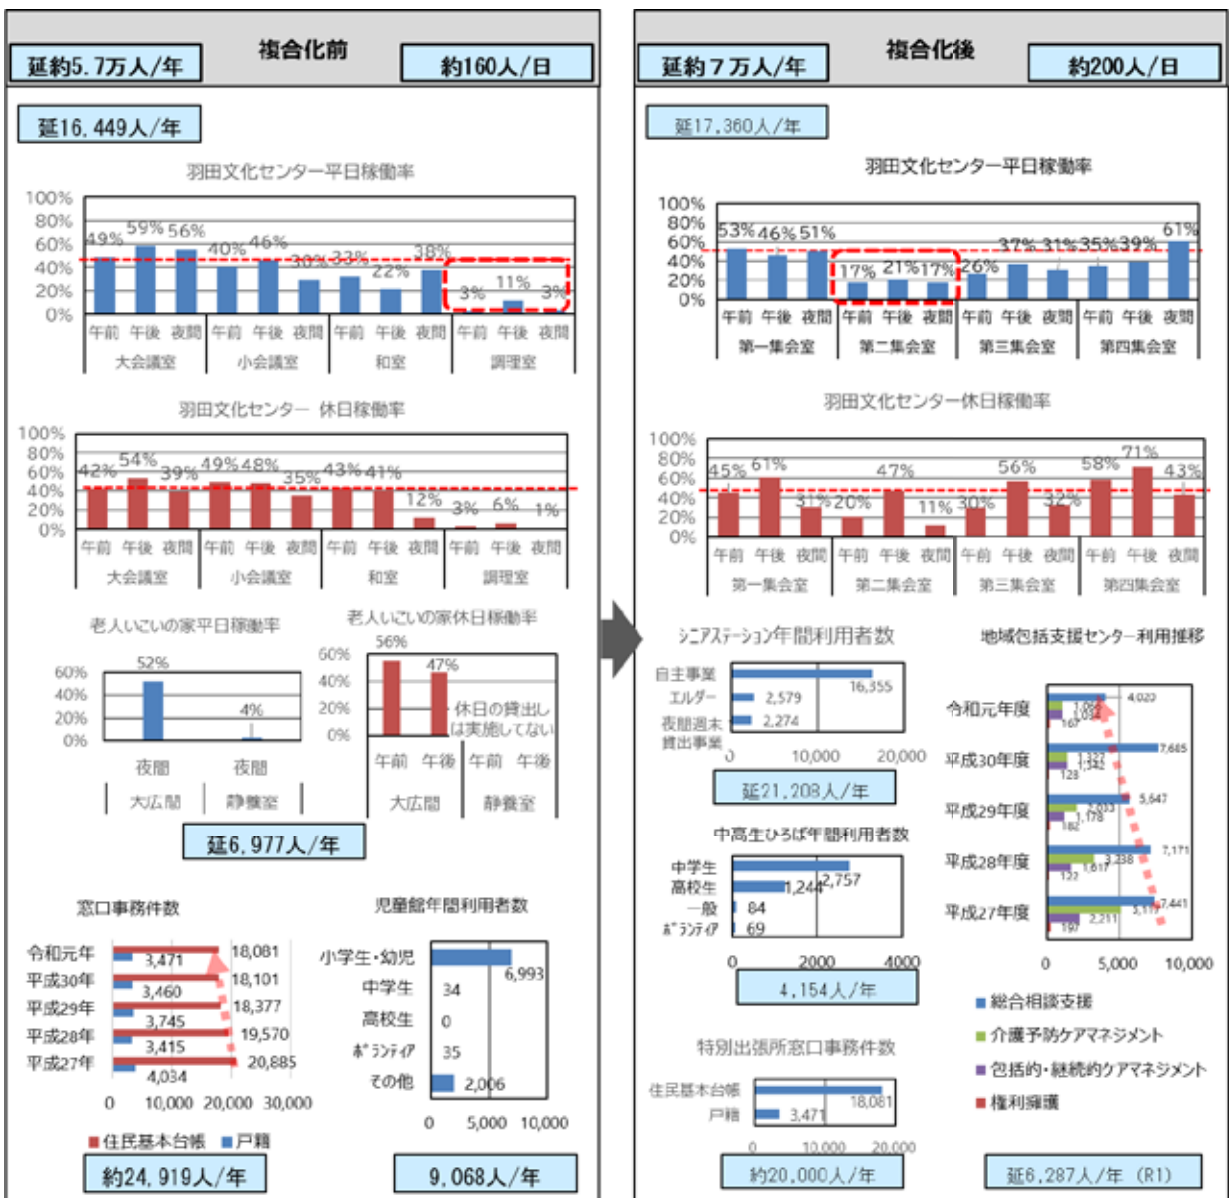 複合化前
延約5.7万人/年
約160人/日
延16,449人/年
羽田文化センター平日稼働率
100%
80%
60%
40%
20%
0%
49% 59% 56% 40% 46% 30% 33% 22% 38% 3% 11% 3%
午前 午後 夜間 午前 午後 夜間 午前 午後 夜間 午前 午後 夜間
大会議室 小会議室 和室 調理室
羽田文化センター 休日稼働率
100%
80%
60%
40%
20%
0%
42% 54% 39% 49% 48% 35% 43% 41% 12% 3% 6% 1%
午前 午後 夜間 午前 午後 夜間 午前 午後 夜間 午前 午後 夜間
大会議室 小会議室 和室 調理室
老人いこいの家平日稼働率
60%
40%
20%
0%
52% 4%
夜間 夜間
大広間 静養室
老人いこいの家休日稼働率
60%
40%
20%
0%
56% 47%
休日の貸出し
は実施してない
午前 午後 午前 午後
大広間 静養室
延6,977人/年
窓口事務件数
令和元年 18,081 3,471
平成30年 18,101 3,460
平成29年 18,377 3,745
平成28年 19,570 3,415
平成27年 20,885 4,034
0 10,000 20,000 30,000
住民基本台帳 戸籍
約24,919人/年
児童館年間利用者数
小学生・幼児 6,993
中学生 34
高校生 0
ボランティア 35
その他 2,006
0 5,000 10,000
9,068人/年
複合化後
延約7万人/年
約200人/日
延17,360人/年
羽田文化センター平日稼働率
100%
80%
60%
40%
20%
0%
53% 46% 51% 17% 21% 17% 26% 37% 31% 35% 39% 61%
午前 午後 夜間 午前 午後 夜間 午前 午後 夜間 午前 午後 夜間
第一集会室 第二集会室 第三集会室 第四集会室
羽田文化センター休日稼働率
100%
80%
60%
40%
20%
0%
45% 61% 31% 20% 47% 11% 30% 56% 32% 58% 71% 43%
午前 午後 夜間 午前 午後 夜間 午前 午後 夜間 午前 午後 夜間
第一集会室 第二集会室 第三集会室 第四集会室
シニアステーション年間利用者数
自主事業 16,355
エルダー 2,579
夜間週末
貸出事業 2,274
0 10,000 20,000
延21,208人/年
中高生ひろば年間利用者数
中学生 2,757
高校生 1,244
一般 84
ボランティア 69
0 2000 4000
4,154人/年
特別出張所窓口事務件数
住民基本台帳 18,081
戸籍 3,471
0 10,000 20,000
約20,000人/年
地域包括支援センター利用推移
令和元年度 4,020 1,066 1,034 167
平成30年度 7,685 1,327 1,342 128
平成29年度 5,647 2,033 1,178 182
平成28年度 7,171 3,238 1,617 122
平成27年度 7,441 5,117 2,211 197
0 5,000 10,000
総合相談支援
介護予防ケアマネジメント
包括的・継続的ケアマネジメント
権利擁護
延6,287人/年 (R1)